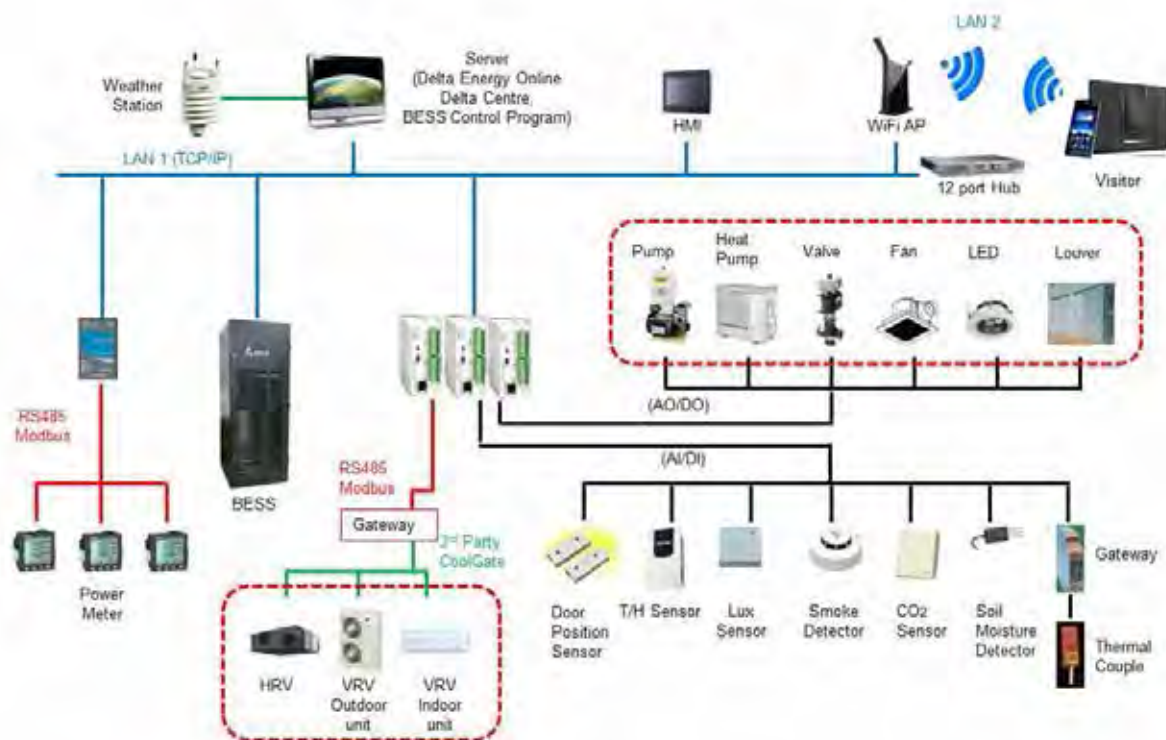 LAN 2
Server
(Delta Energy Online
Delta Centre,
BESS Control Program)
Weather
Station
HMI
WiFi AP
LAN 1 (TCP/IP)
12 port Hub
Visitor
Pump
Heat
Pump
Valve
Fan
LED
Louver
(AO/DO)
RS485
Modbus
(AI/DI)
BESS
RS485
Modbus
Gateway
3rd Party
CoolGate
Power
Meter
Door
Position
Sensor
T/H Sensor
Lux
Sensor
Smoke
Detector
CO2
Sensor
Soil
Moisture
Detector
Gateway
Thermal
Couple
HRV
VRV
Outdoor
unit
VRV
Indoor
unit